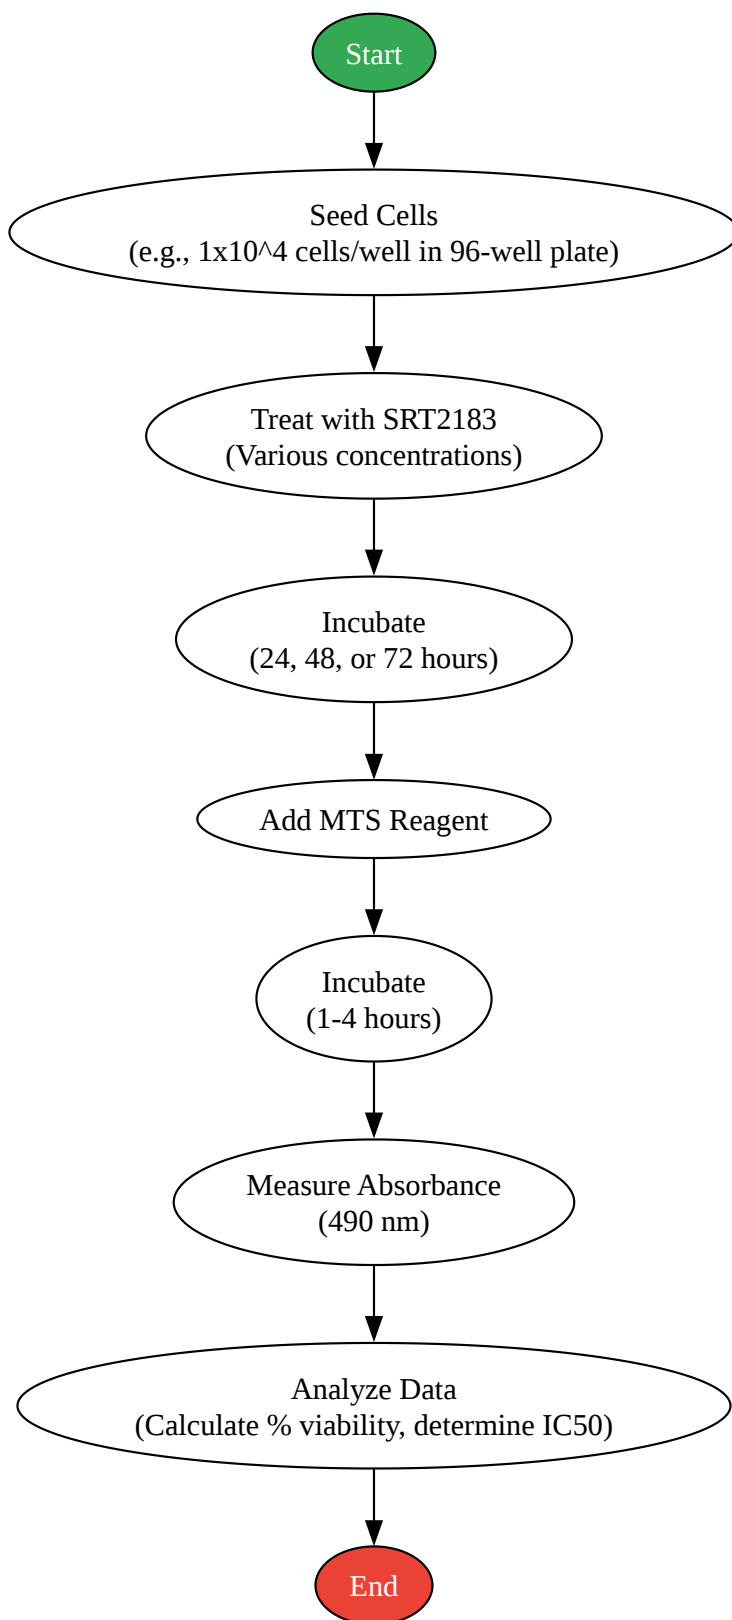 Start
Seed Cells
(e.g., 1x10^4 cells/well in 96-well plate)
Treat with SRT2183
(Various concentrations)
Incubate
(24, 48, or 72 hours)
Add MTS Reagent
Incubate
(1-4 hours)
Measure Absorbance
(490 nm)
Analyze Data
(Calculate % viability, determine IC50)
End